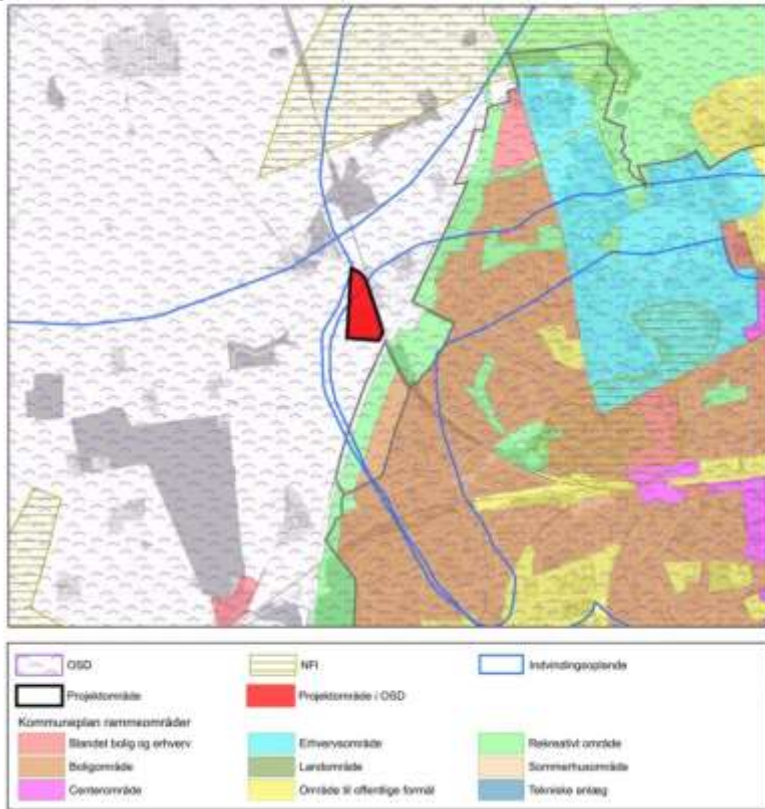 OSD NFI Indvindingsoplande
Projektområde Projektområde i OSD
Kommuneplan rammeområder
Blandet bolig og erhverv Erhvervsområde Rekreativt område
Boligområde Landområde Sommerhusområde
Centerområde Område til offentlige formål Tekniske anlæg